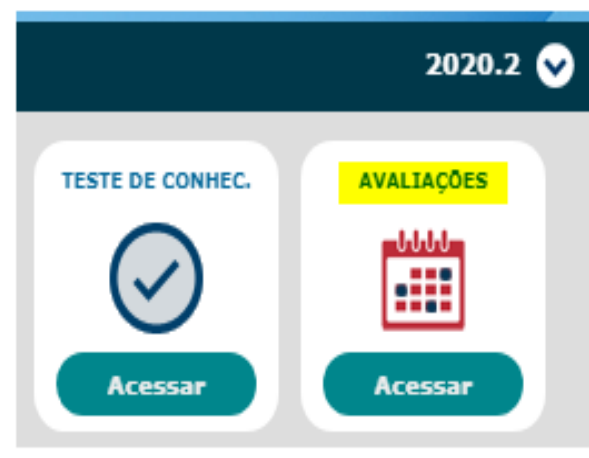 2020.2
TESTE DE CONHEC.
AVALIAÇÕES
Acessar
Acessar